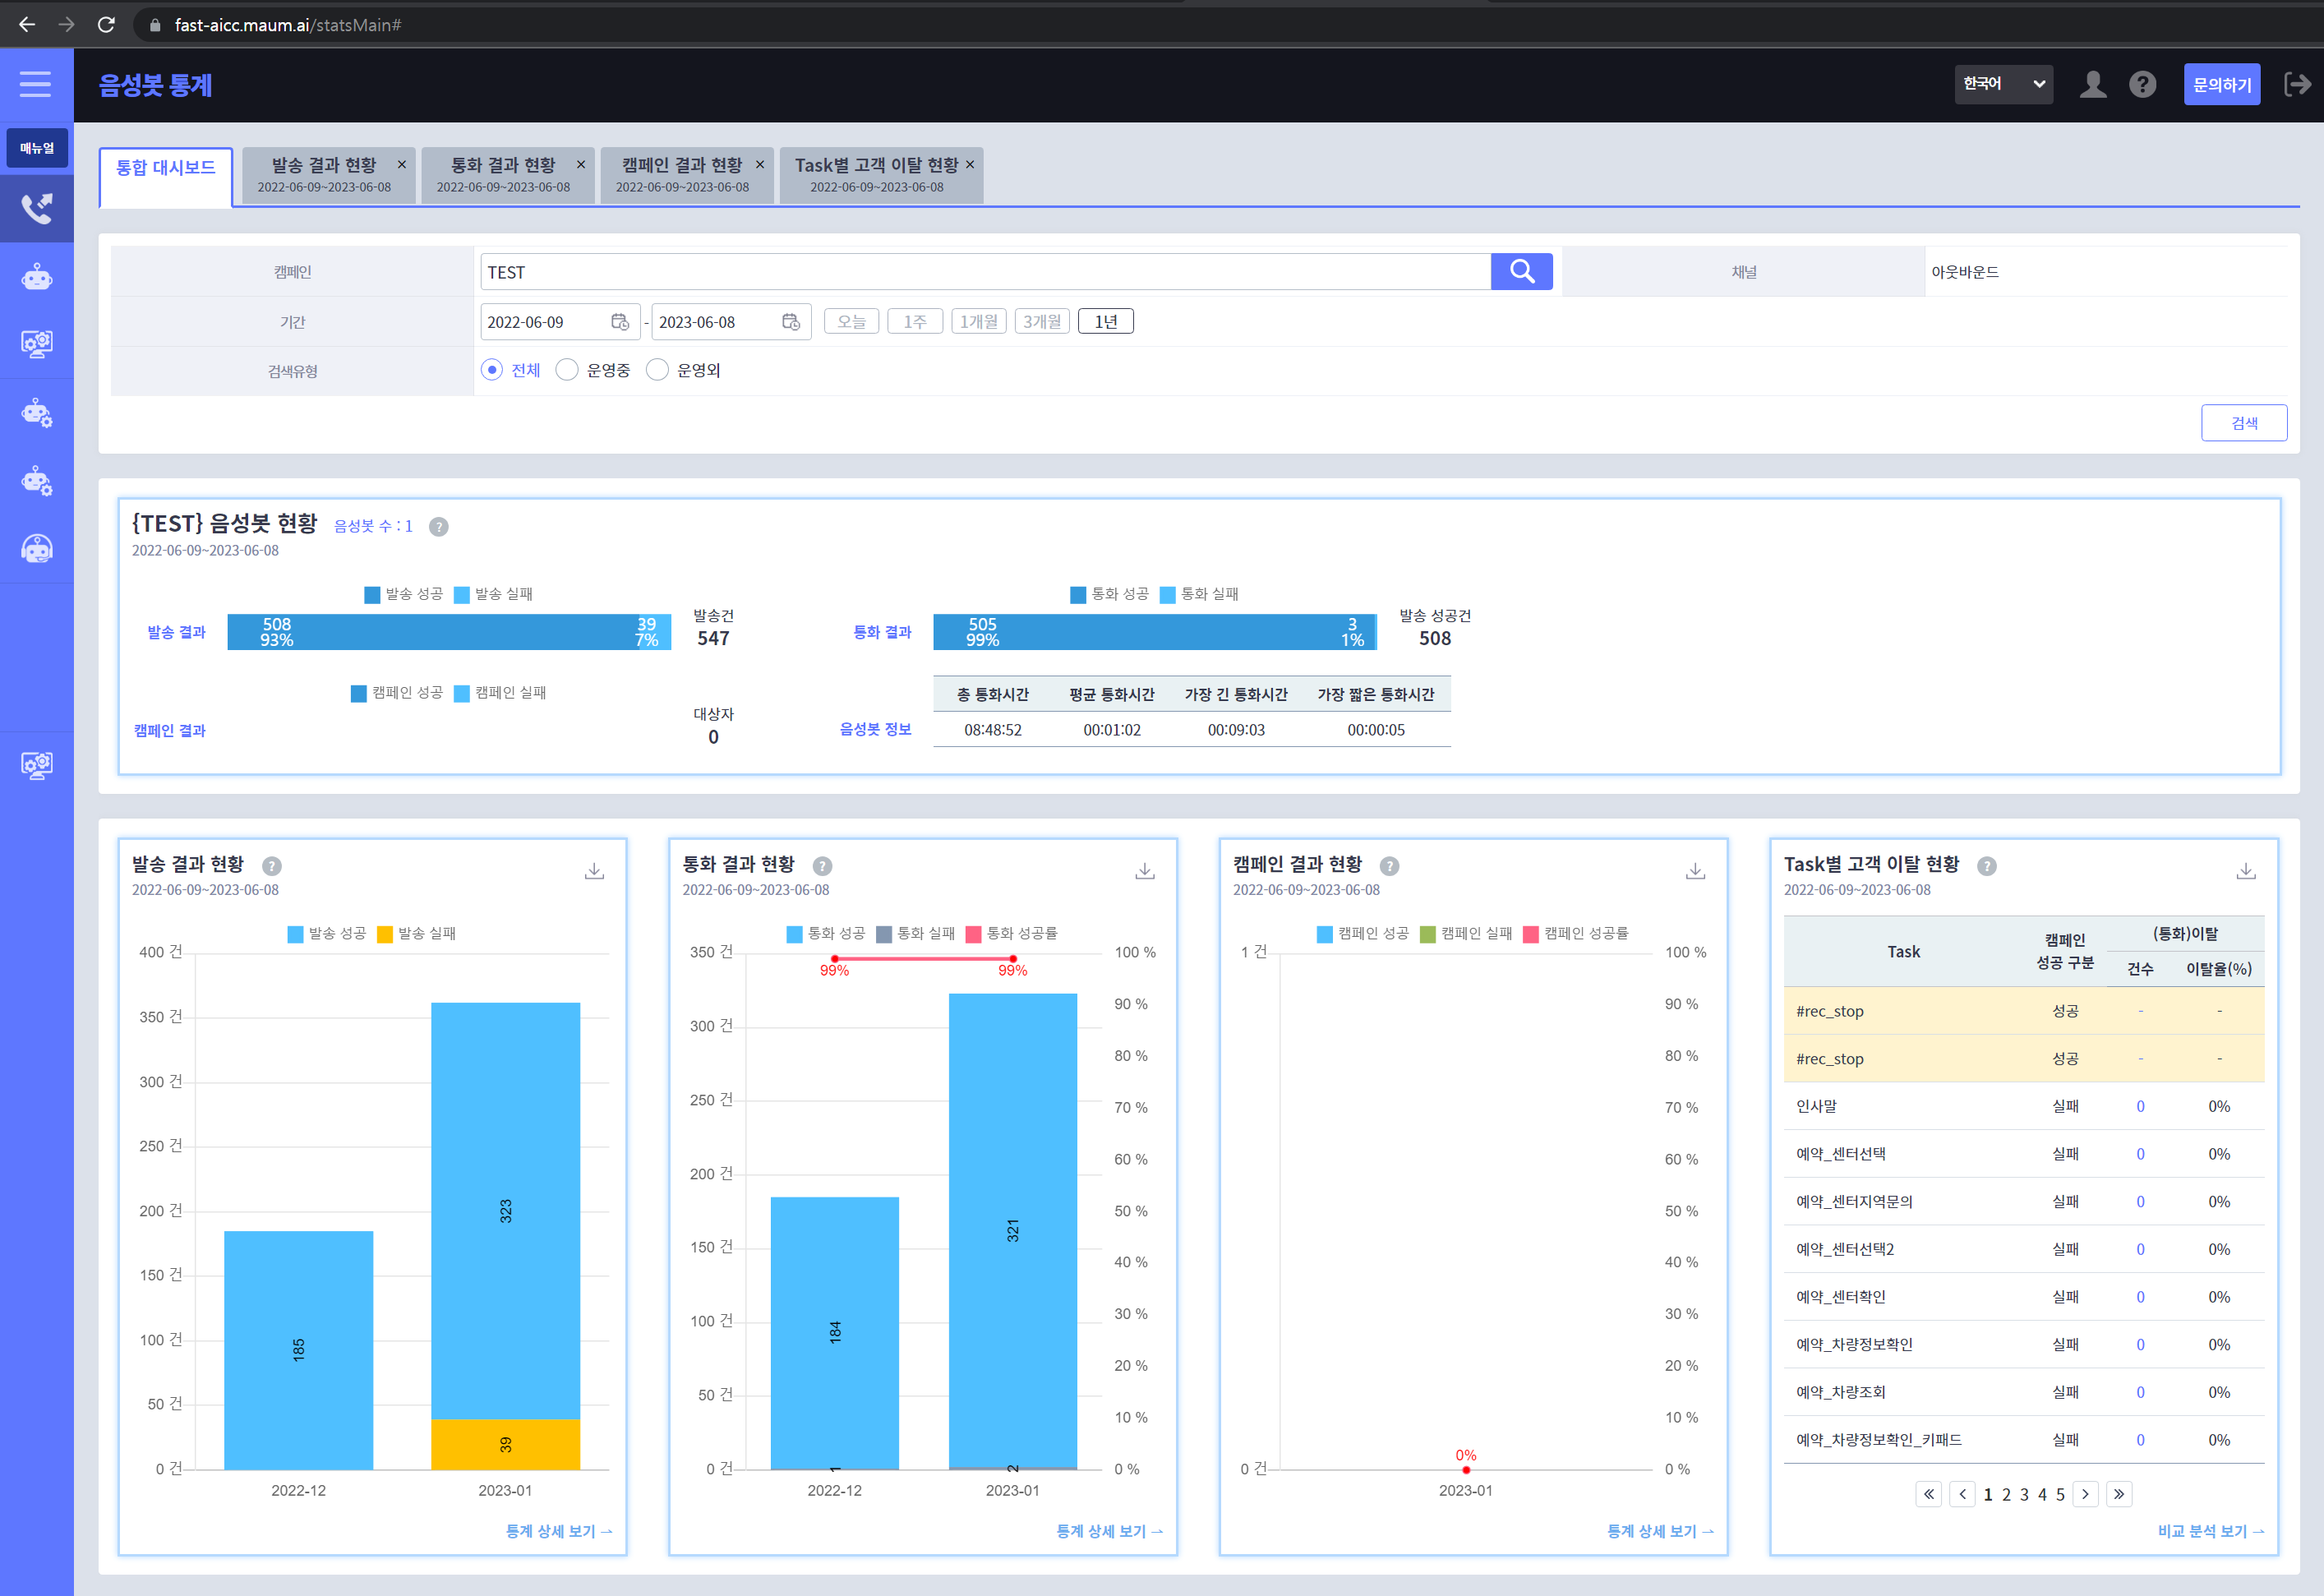 fast-aicc.maum.ai/statsMain#
음성봇 통계
한국어
?
문의하기
매뉴얼
통합 대시보드
발송 결과 현황 ×
2022-06-09~2023-06-08
통화 결과 현황 ×
2022-06-09~2023-06-08
캠페인 결과 현황 ×
2022-06-09~2023-06-08
Task별 고객 이탈 현황 ×
2022-06-09~2023-06-08
캠페인
TEST
채널
아웃바운드
기간
2022-06-09 - 2023-06-08
오늘 1주 1개월 3개월 1년
검색유형
전체 운영중 운영외
검색
{TEST} 음성봇 현황 음성봇 수 : 1 ?
2022-06-09~2023-06-08
발송 성공 발송 실패
발송 결과
508
93%
39
7%
발송건
547
통화 성공 통화 실패
통화 결과
505
99%
3
1%
발송 성공건
508
캠페인 성공 캠페인 실패
캠페인 결과
대상자
0
음성봇 정보
총 통화시간 평균 통화시간 가장 긴 통화시간 가장 짧은 통화시간
08:48:52 00:01:02 00:09:03 00:00:05
발송 결과 현황 ?
2022-06-09~2023-06-08
발송 성공 발송 실패
400 건
350 건
300 건
250 건
200 건
150 건
100 건
50 건
0 건
185
323
39
2022-12 2023-01
통계 상세 보기 →
통화 결과 현황 ?
2022-06-09~2023-06-08
통화 성공 통화 실패 통화 성공률
350 건
300 건
250 건
200 건
150 건
100 건
50 건
0 건
99% 99%
184
1
321
2
100 %
90 %
80 %
70 %
60 %
50 %
40 %
30 %
20 %
10 %
0 %
2022-12 2023-01
통계 상세 보기 →
캠페인 결과 현황 ?
2022-06-09~2023-06-08
캠페인 성공 캠페인 실패 캠페인 성공률
1 건
0 건
0%
100 %
90 %
80 %
70 %
60 %
50 %
40 %
30 %
20 %
10 %
0 %
2023-01
통계 상세 보기 →
Task별 고객 이탈 현황 ?
2022-06-09~2023-06-08
Task
캠페인
성공 구분
(통화)이탈
건수 이탈율(%)
#rec_stop 성공 - -
#rec_stop 성공 - -
인사말 실패 0 0%
예약_센터선택 실패 0 0%
예약_센터지역문의 실패 0 0%
예약_센터선택2 실패 0 0%
예약_센터확인 실패 0 0%
예약_차량정보확인 실패 0 0%
예약_차량조회 실패 0 0%
예약_차량정보확인_키패드 실패 0 0%
« < 1 2 3 4 5 > »
비교 분석 보기 →